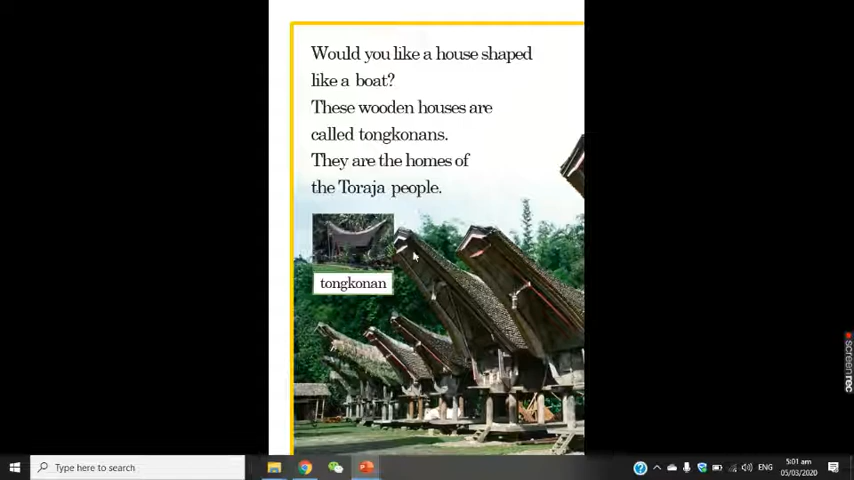 Would you like a house shaped
like a boat?
These wooden houses are
called tongkonans.
They are the homes of
the Toraja people.
tongkonan
screenrec
Type here to search
ENG
5:01 am
05/03/2020